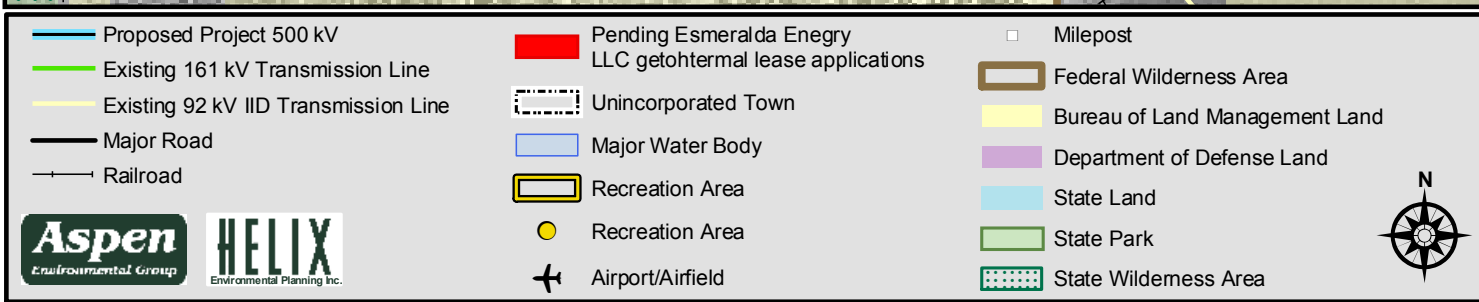 Proposed Project 500 kV
Existing 161 kV Transmission Line
Existing 92 kV IID Transmission Line
Major Road
Railroad
Aspen
Environmental Group
HELIX
Environmental Planning Inc.
Pending Esmeralda Enegry
LLC getohtermal lease applications
Unincorporated Town
Major Water Body
Recreation Area
Recreation Area
Airport/Airfield
Milepost
Federal Wilderness Area
Bureau of Land Management Land
Department of Defense Land
State Land
State Park
State Wilderness Area
N